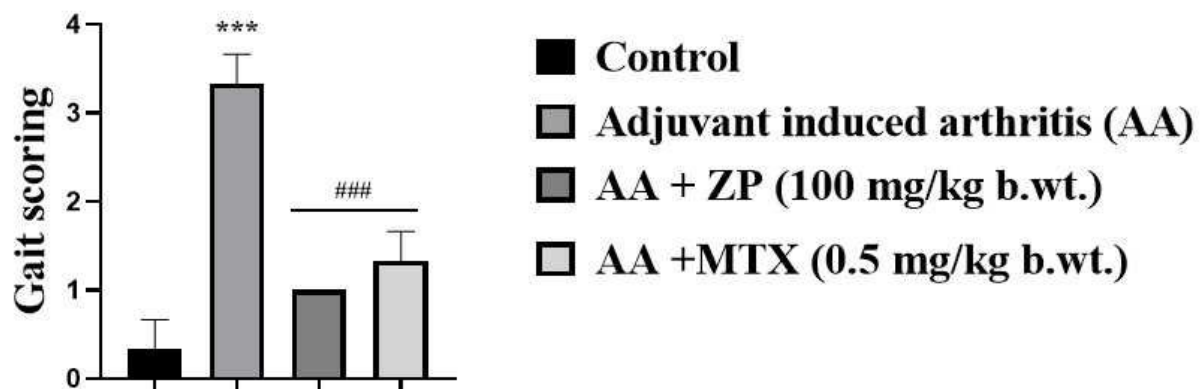 4
3
2
1
0
Gait scoring
***
###
Control
Adjuvant induced arthritis (AA)
AA + ZP (100 mg/kg b.wt.)
AA +MTX (0.5 mg/kg b.wt.)